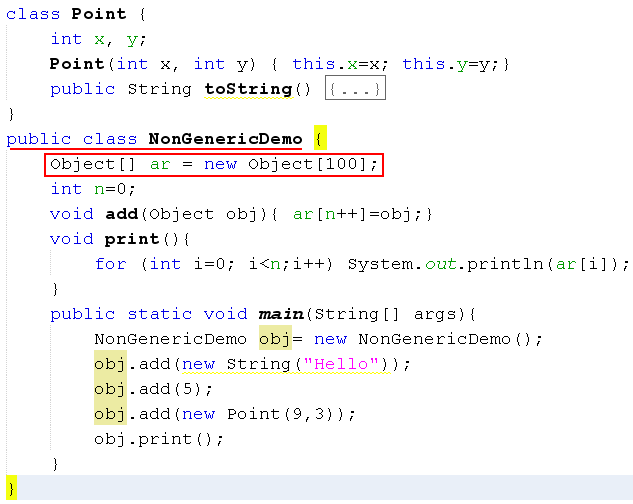 class Point {
    int x, y;
    Point(int x, int y) { this.x=x; this.y=y;}
    public String toString() {...}
}
public class NonGenericDemo {
    Object[] ar = new Object[100];
    int n=0;
    void add(Object obj){ ar[n++]=obj;}
    void print(){
        for (int i=0; i<n;i++) System.out.println(ar[i]);
    }
    public static void main(String[] args){
        NonGenericDemo obj= new NonGenericDemo();
        obj.add(new String("Hello"));
        obj.add(5);
        obj.add(new Point(9,3));
        obj.print();
    }
}